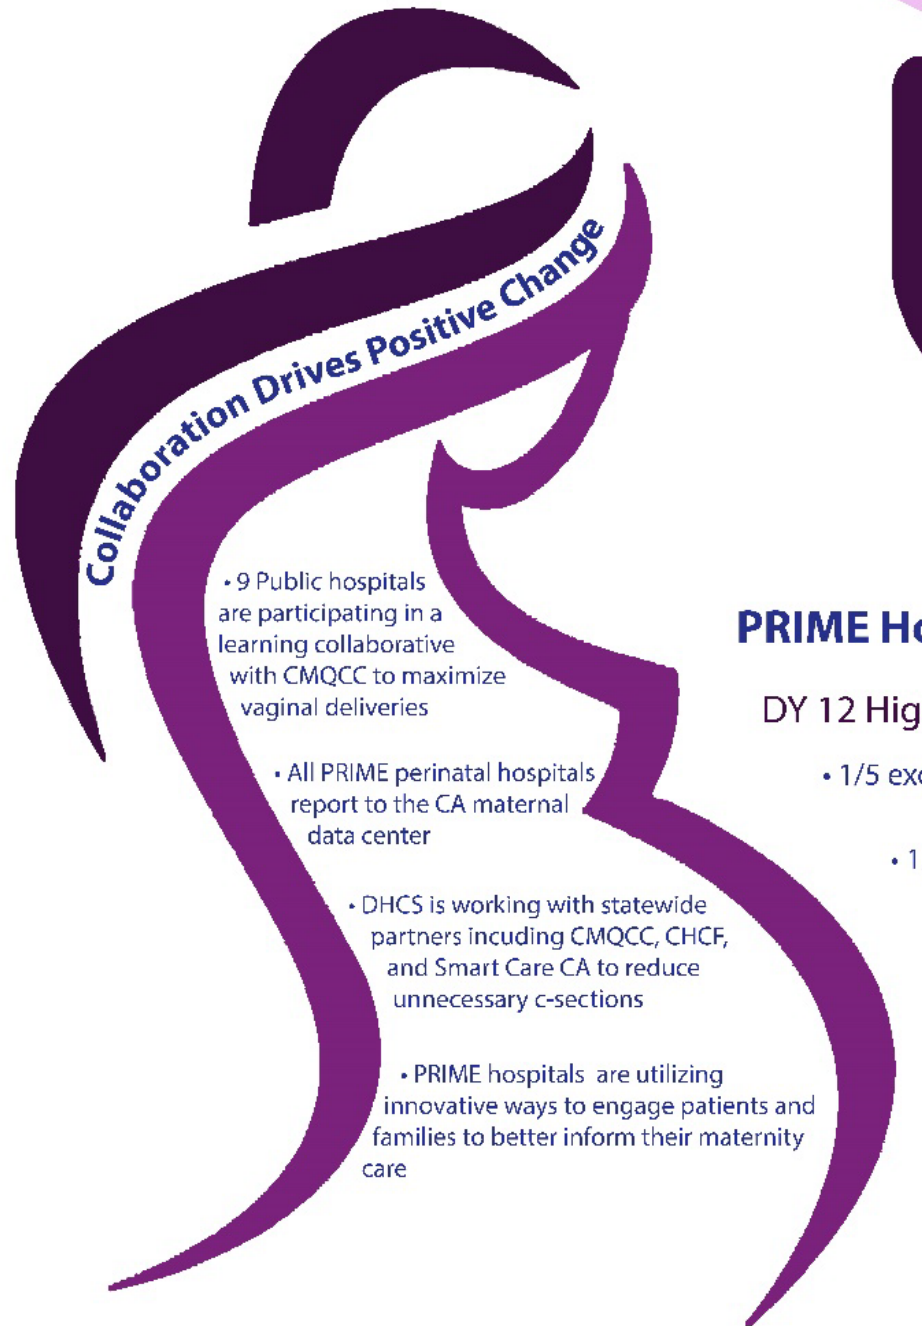 Collaboration Drives Positive Change
• 9 Public hospitals
are participating in a
learning collaborative
with CMQCC to maximize
vaginal deliveries
• All PRIME perinatal hospitals
report to the CA maternal
data center
• DHCS is working with statewide
partners incuding CMQCC, CHCF,
and Smart Care CA to reduce
unnecessary c-sections
• PRIME hospitals are utilizing
innovative ways to engage patients and
families to better inform their maternity
care
PRIME
DY 12
• 1/5
• 1